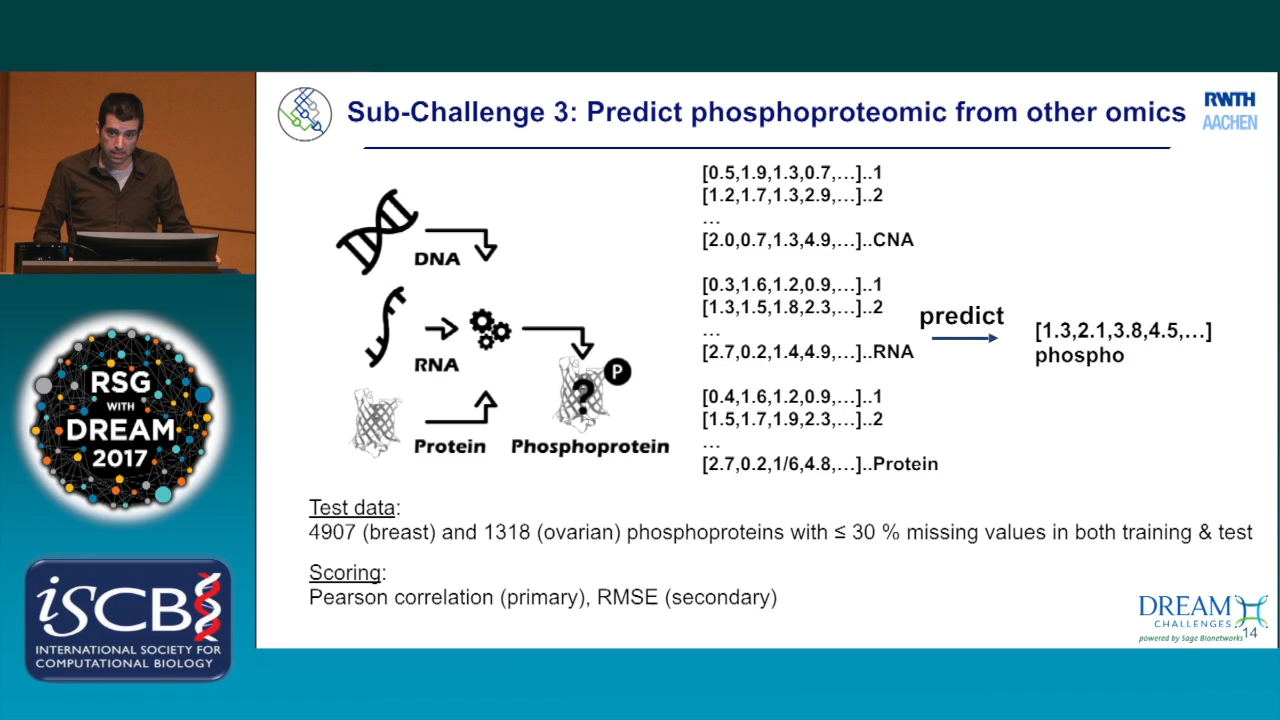 Sub-Challenge 3: Predict phosphoproteomic from other omics
RWTH
AACHEN
DNA
RNA
Protein
P
?
Phosphoprotein
[0.5,1.9,1.3,0.7,…]..1
[1.2,1.7,1.3,2.9,…]..2
…
[2.0,0.7,1.3,4.9,…]..CNA
[0.3,1.6,1.2,0.9,…]..1
[1.3,1.5,1.8,2.3,…]..2
…
[2.7,0.2,1.4,4.9,…]..RNA
[0.4,1.6,1.2,0.9,…]..1
[1.5,1.7,1.9,2.3,…]..2
…
[2.7,0.2,1/6,4.8,…]..Protein
predict
[1.3,2.1,3.8,4.5,…]
phospho
Test data:
4907 (breast) and 1318 (ovarian) phosphoproteins with ≤ 30 % missing values in both training & test
Scoring:
Pearson correlation (primary), RMSE (secondary)
DREAM
CHALLENGES
powered by Sage Bionetworks
14
RSG
WITH
DREAM
2017
iSCB
INTERNATIONAL SOCIETY FOR
COMPUTATIONAL BIOLOGY